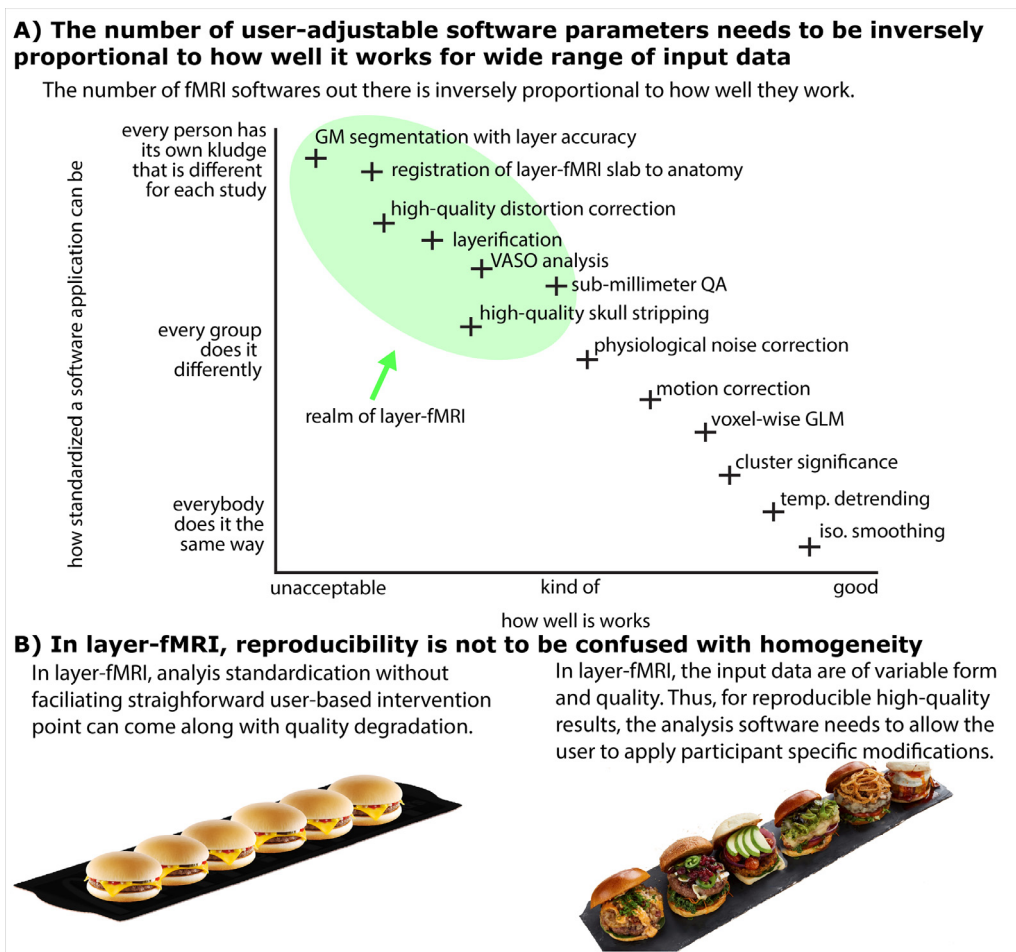 A) The number of user-adjustable software parameters needs to be inversely
proportional to how well it works for wide range of input data
The number of fMRI softwares out there is inversely proportional to how well they work.
how standardized a software application can be
every person has
its own kludge
that is different
for each study
every group
does it
differently
everybody
does it the
same way
GM segmentation with layer accuracy
registration of layer-fMRI slab to anatomy
high-quality distortion correction
layerification
VASO analysis
sub-millimeter QA
high-quality skull stripping
physiological noise correction
realm of layer-fMRI
motion correction
voxel-wise GLM
cluster significance
temp. detrending
iso. smoothing
unacceptable
kind of
good
how well is works
B) In layer-fMRI, reproducibility is not to be confused with homogeneity
In layer-fMRI, analyis standardication without
faciliating straighforward user-based intervention
point can come along with quality degradation.
In layer-fMRI, the input data are of variable form
and quality. Thus, for reproducible high-quality
results, the analysis software needs to allow the
user to apply participant specific modifications.